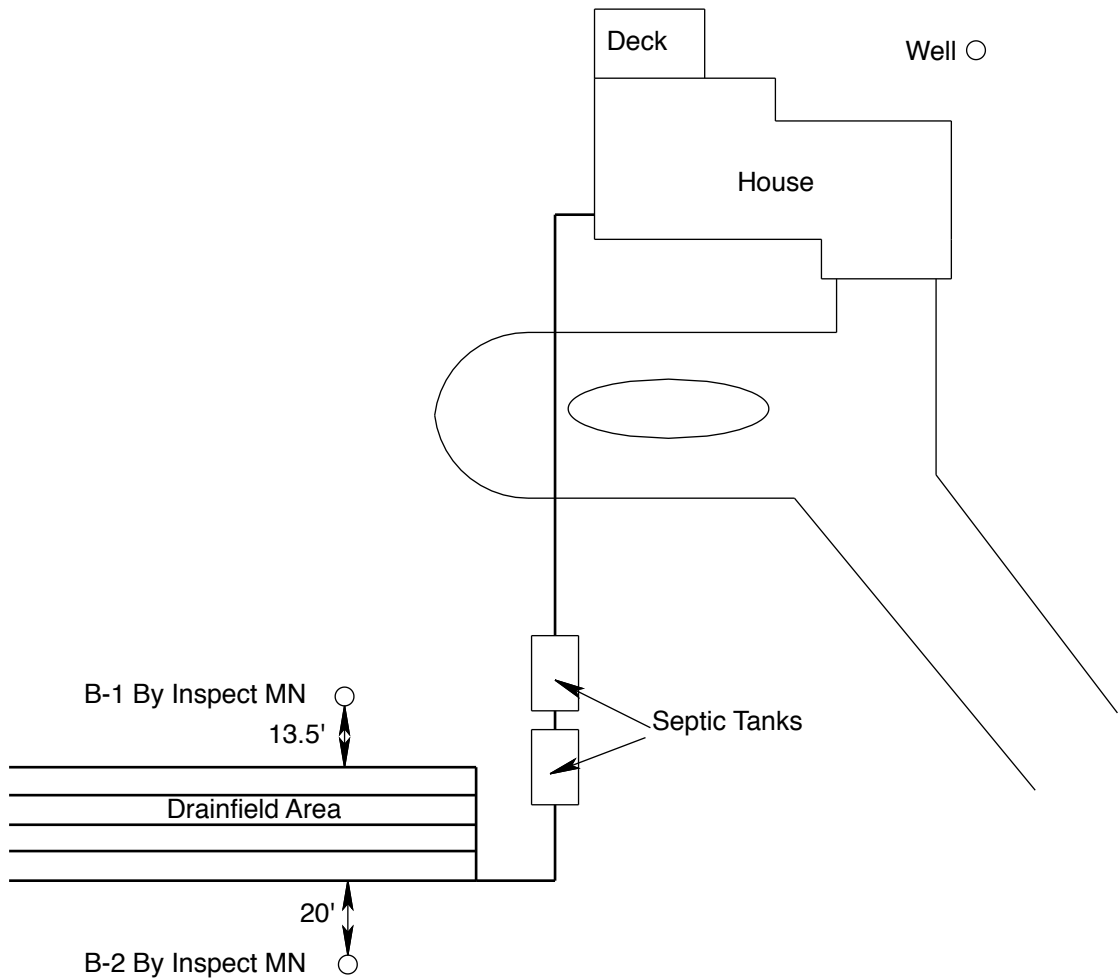 Deck
Well
House
B-1 By Inspect MN
13.5'
Septic Tanks
Drainfield Area
20'
B-2 By Inspect MN